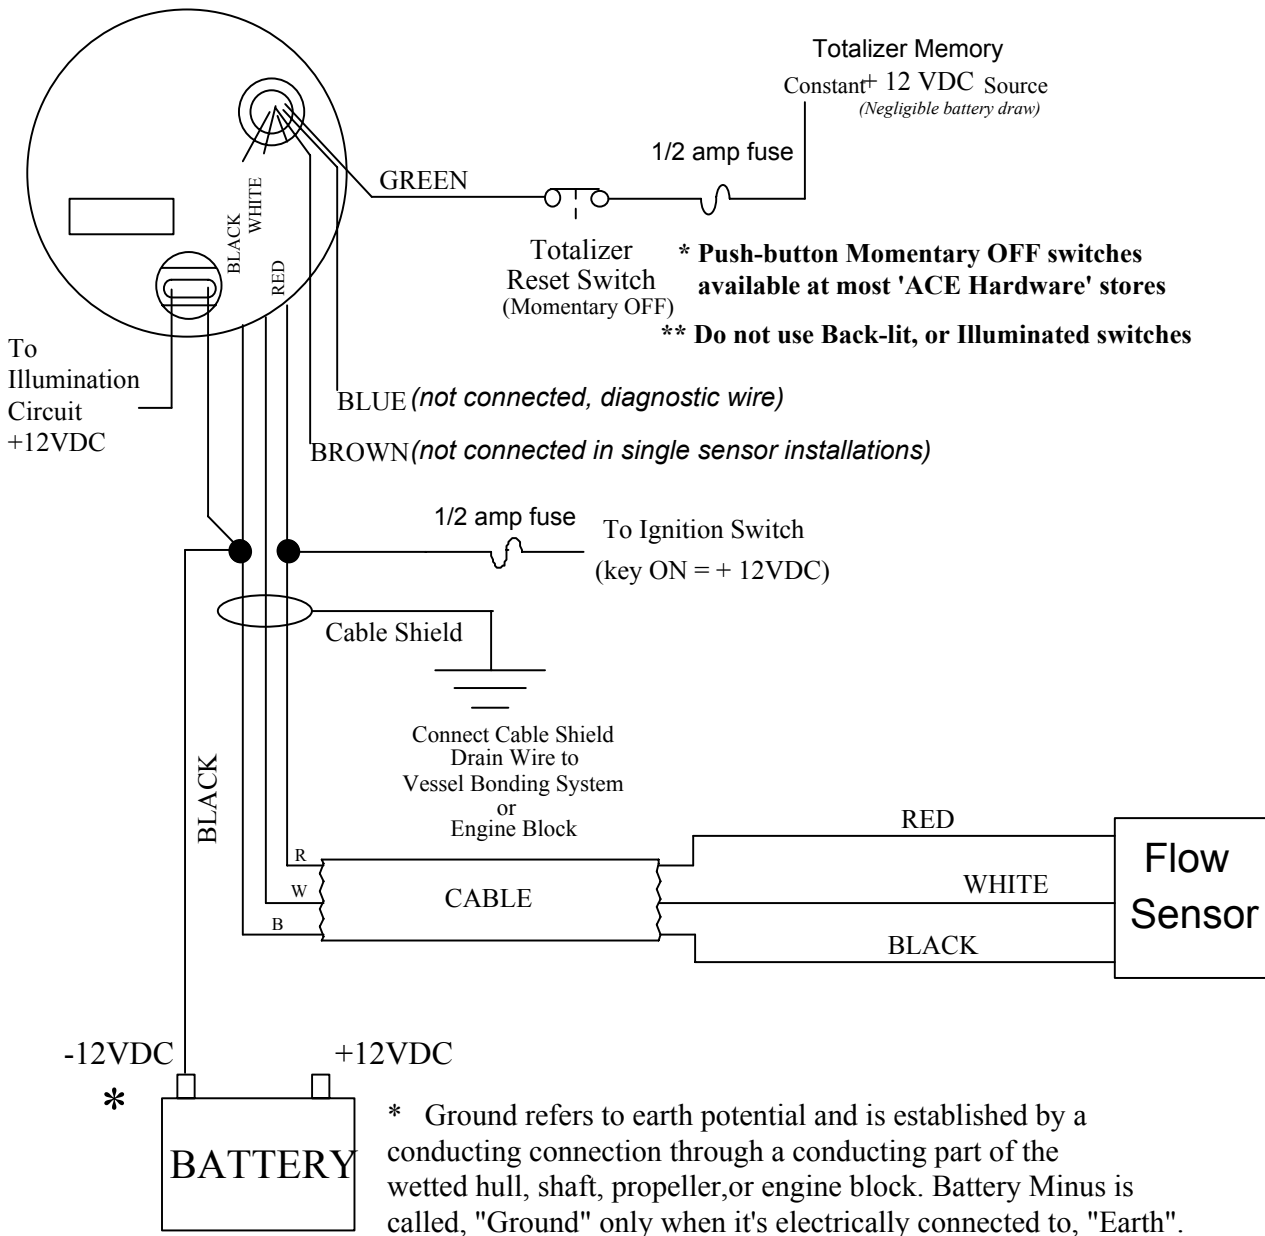 Totalizer Memory
Constant + 12 VDC Source
(Negligible battery draw)
1/2 amp fuse
GREEN
BLACK
WHITE
RED
Totalizer
Reset Switch
(Momentary OFF)
* Push-button Momentary OFF switches
available at most 'ACE Hardware' stores
** Do not use Back-lit, or Illuminated switches
To
Illumination
Circuit
+12VDC
BLUE (not connected, diagnostic wire)
BROWN (not connected in single sensor installations)
1/2 amp fuse
To Ignition Switch
(key ON = + 12VDC)
Cable Shield
Connect Cable Shield
Drain Wire to
Vessel Bonding System
or
Engine Block
BLACK
R
W
B
CABLE
RED
WHITE
BLACK
Flow
Sensor
-12VDC
+12VDC
*
BATTERY
* Ground refers to earth potential and is established by a
conducting connection through a conducting part of the
wetted hull, shaft, propeller,or engine block. Battery Minus is
called, "Ground" only when it's electrically connected to, "Earth".